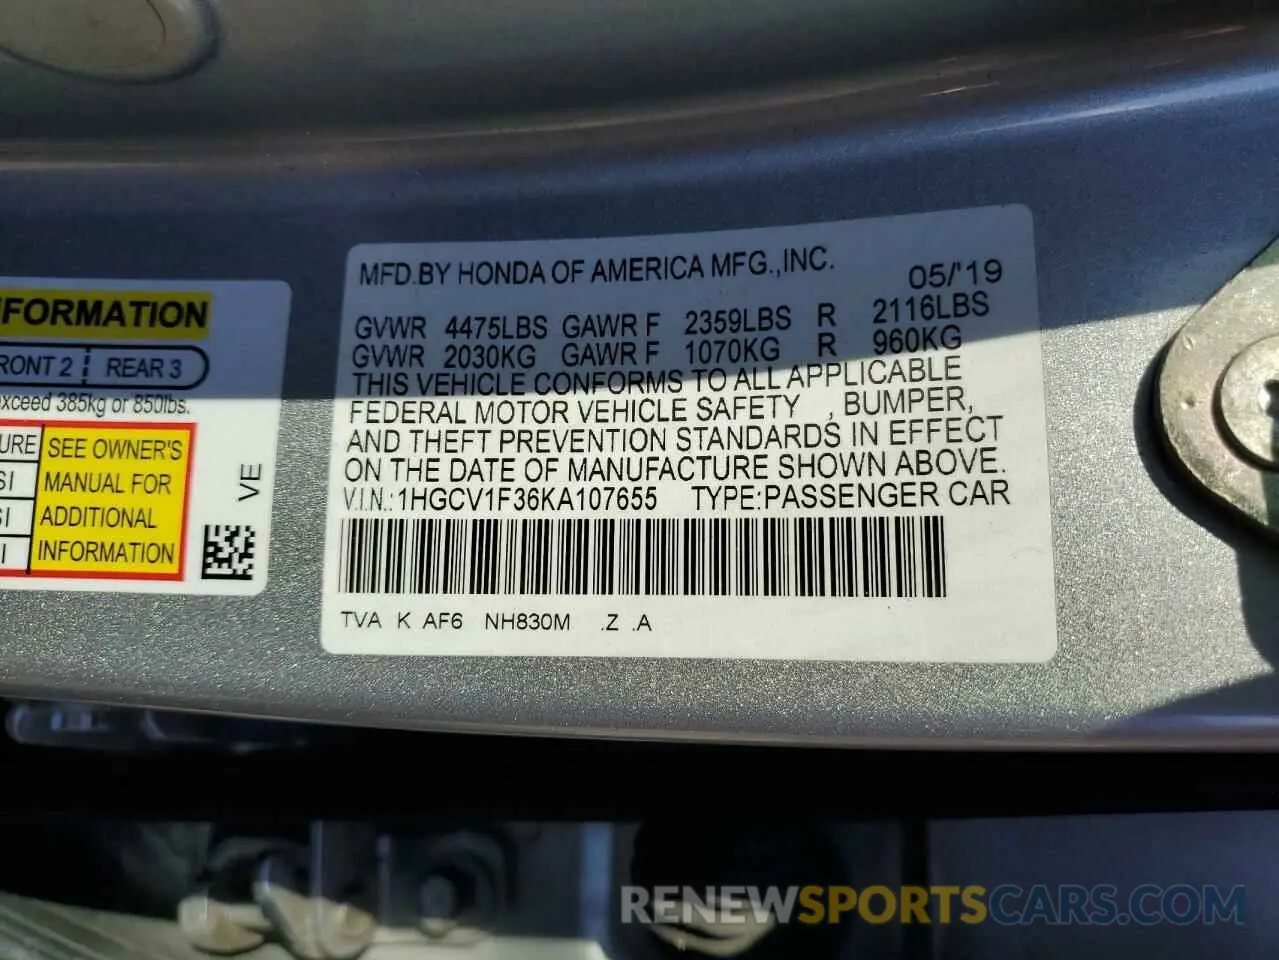 MFD.BY HONDA OF AMERICA MFG.,INC. 05/'19
GVWR 4475LBS GAWR F 2359LBS R 2116LBS
GVWR 2030KG GAWR F 1070KG R 960KG
THIS VEHICLE CONFORMS TO ALL APPLICABLE
FEDERAL MOTOR VEHICLE SAFETY , BUMPER,
AND THEFT PREVENTION STANDARDS IN EFFECT
ON THE DATE OF MANUFACTURE SHOWN ABOVE.
V.I.N.:1HGCV1F36KA107655 TYPE:PASSENGER CAR
TVA K AF6 NH830M .Z .A
FORMATION
RONT 2 REAR 3
xceed 385kg or 850lbs.
URE SEE OWNER'S
SI MANUAL FOR
SI ADDITIONAL
I INFORMATION
VE
RENEWSPORTSCARS.COM